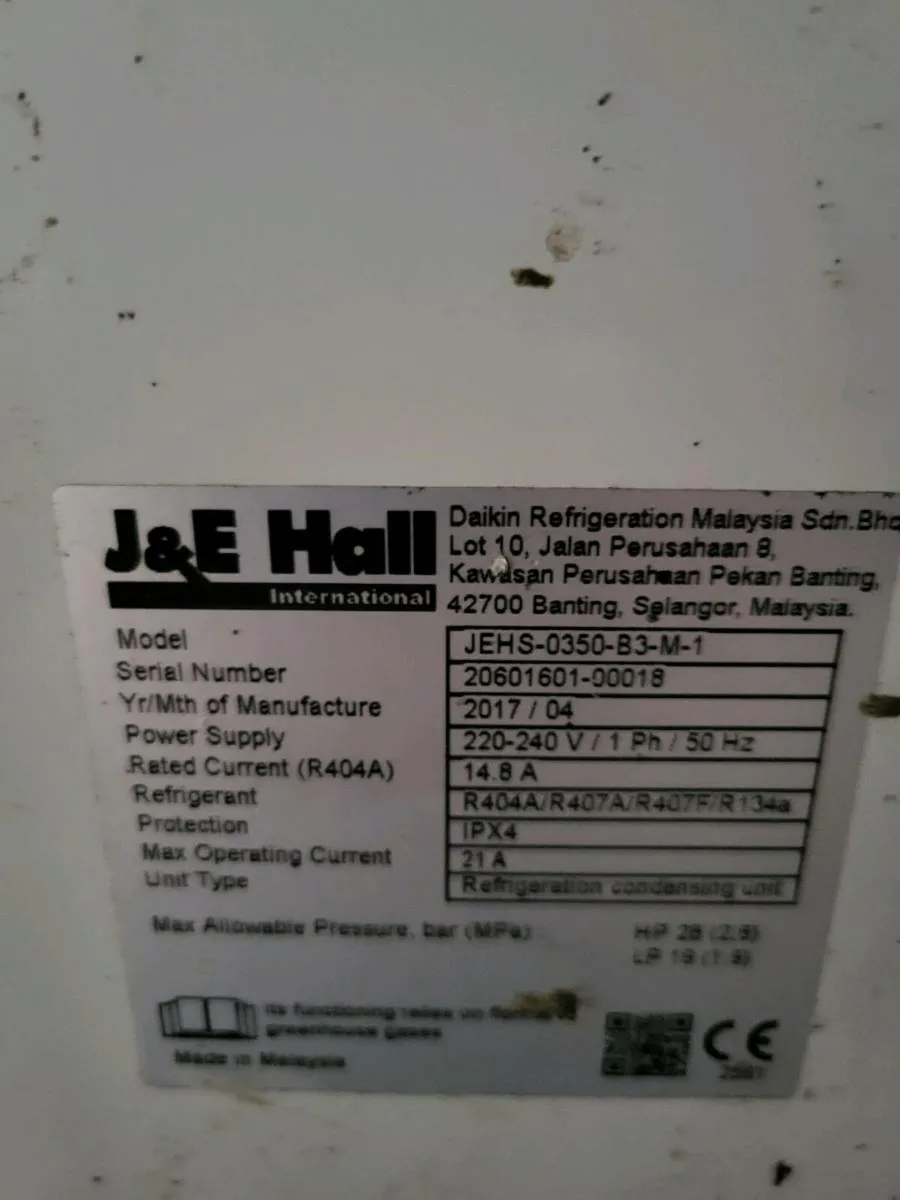 J&E Hall
International
Daikin Refrigeration Malaysia Sdn.Bhd
Lot 10, Jalan Perusahaan 8,
Kawasan Perusahaan Pekan Banting,
42700 Banting, Selangor, Malaysia.
Model JEHS-0350-B3-M-1
Serial Number 20601601-00018
Yr/Mth of Manufacture 2017 / 04
Power Supply 220-240 V / 1 Ph / 50 Hz
Rated Current (R404A) 14.8 A
Refrigerant R404A/R407A/R407F/R134a
Protection IPX4
Max Operating Current 21 A
Unit Type Refrigeration condensing unit
Max Allowable Pressure, bar (MPa) HP 28 (2.8)
LP 19 (1.9)
Its functioning relies on
greenhouse gases
Made in Malaysia
CE